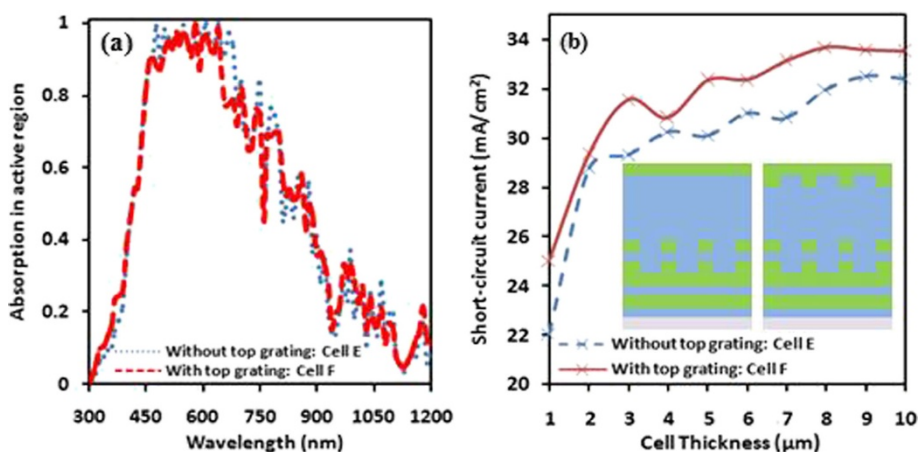 (a)
Absorption in active region
1
0.8
0.6
0.4
0.2
0
Without top grating: Cell E
With top grating: Cell F
300 450 600 750 900 1050 1200
Wavelength (nm)
(b)
Short-circuit current (mA/cm²)
34
32
30
28
26
24
22
20
Without top grating: Cell E
With top grating: Cell F
1 2 3 4 5 6 7 8 9 10
Cell Thickness (μm)